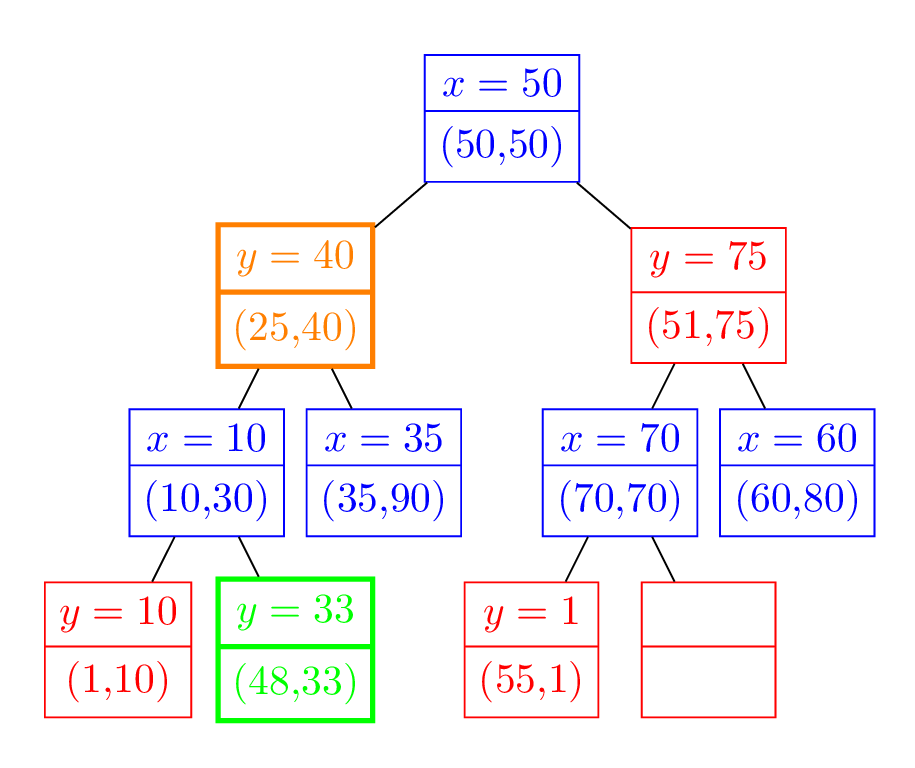 x = 50
(50,50)
y = 40
(25,40)
y = 75
(51,75)
x = 10
(10,30)
x = 35
(35,90)
x = 70
(70,70)
x = 60
(60,80)
y = 10
(1,10)
y = 33
(48,33)
y = 1
(55,1)